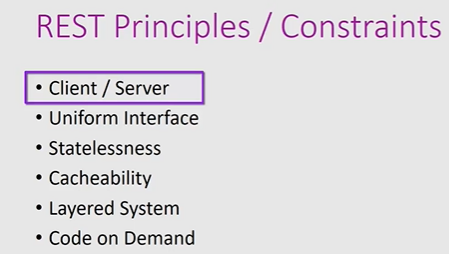 REST Principles / Constraints
• Client / Server
• Uniform Interface
• Statelessness
• Cacheability
• Layered System
• Code on Demand